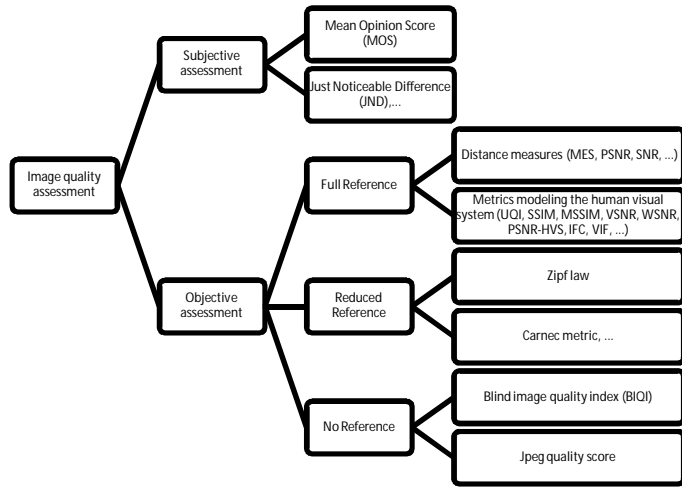 Mean Opinion Score
(MOS)
Subjective
assessment
Just Noticeable Difference
(JND),...
Distance measures (MES, PSNR, SNR, ...)
Image quality
assessment
Full Reference
Metrics modeling the human visual
system (UQI, SSIM, MSSIM, VSNR, WSNR,
PSNR-HVS, IFC, VIF, ...)
Zipf law
Objective
assessment
Reduced
Reference
Carnec metric, ...
Blind image quality index (BIQI)
No Reference
Jpeg quality score